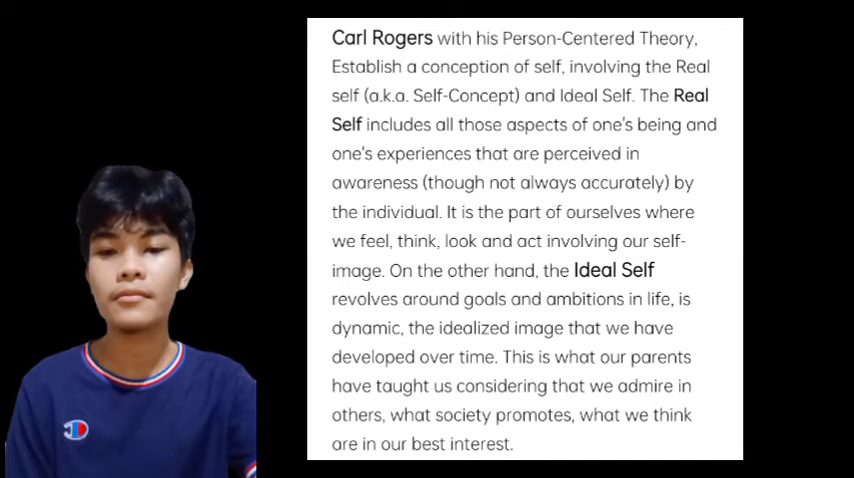 Carl Rogers with his Person-Centered Theory,
Establish a conception of self, involving the Real
self (a.k.a. Self-Concept) and Ideal Self. The Real
Self includes all those aspects of one's being and
one's experiences that are perceived in
awareness (though not always accurately) by
the individual. It is the part of ourselves where
we feel, think, look and act involving our self-
image. On the other hand, the Ideal Self
revolves around goals and ambitions in life, is
dynamic, the idealized image that we have
developed over time. This is what our parents
have taught us considering that we admire in
others, what society promotes, what we think
are in our best interest.